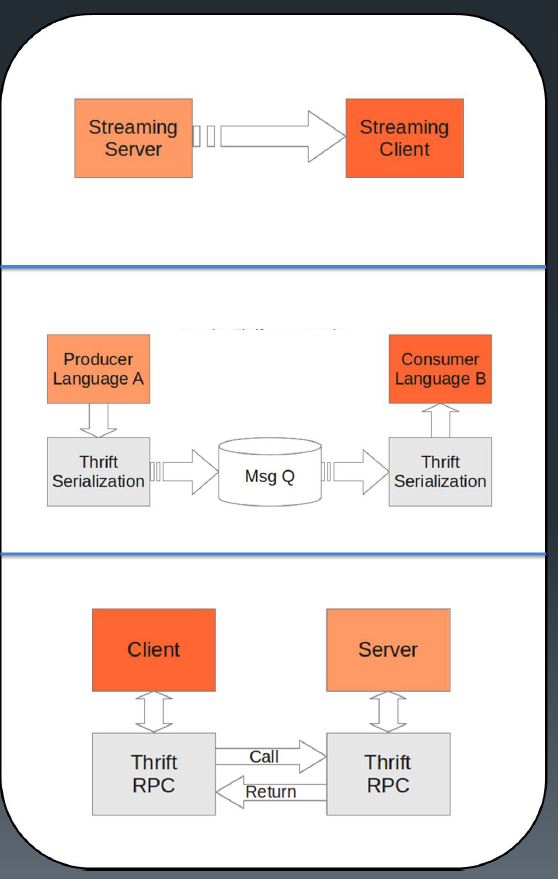 Streaming
Server
Streaming
Client
Producer
Language A
Consumer
Language B
Thrift
Serialization
Msg Q
Thrift
Serialization
Client
Server
Thrift
RPC
Call
Return
Thrift
RPC